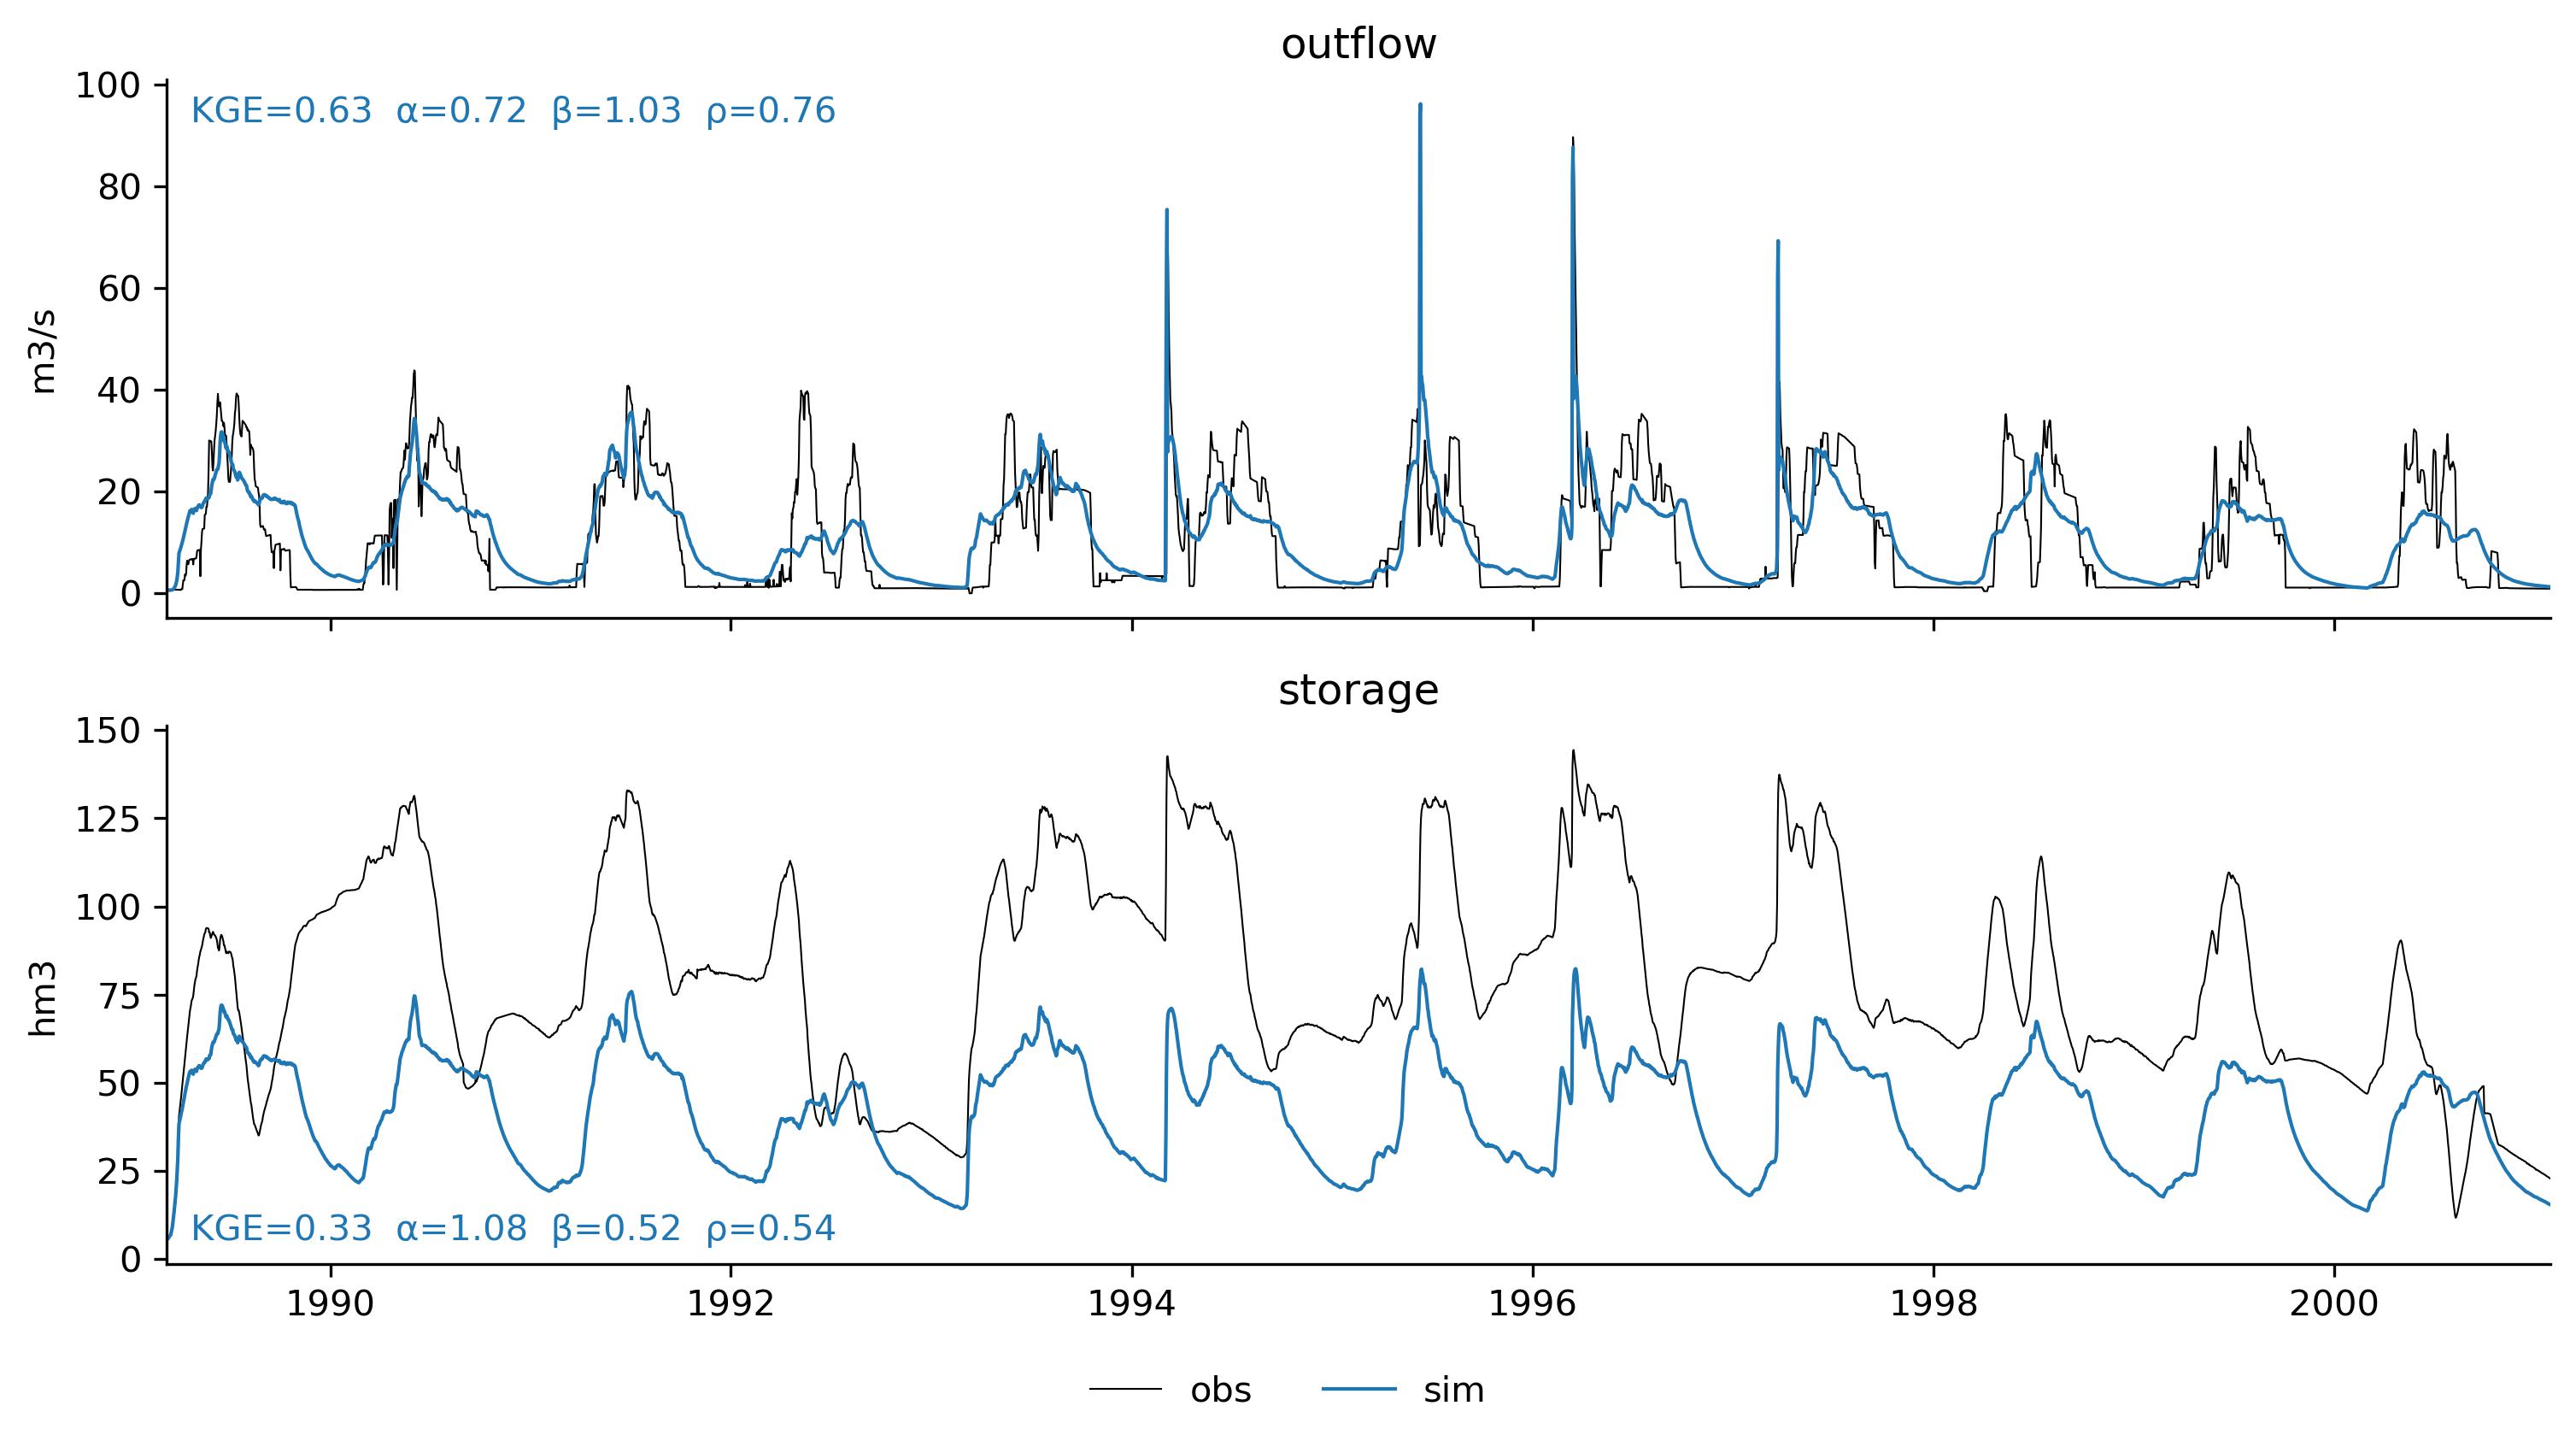 outflow
100
80
60
40
20
0
m3/s
KGE=0.63 α=0.72 β=1.03 ρ=0.76
storage
150
125
100
75
50
25
0
hm3
KGE=0.33 α=1.08 β=0.52 ρ=0.54
1990 1992 1994 1996 1998 2000
obs sim